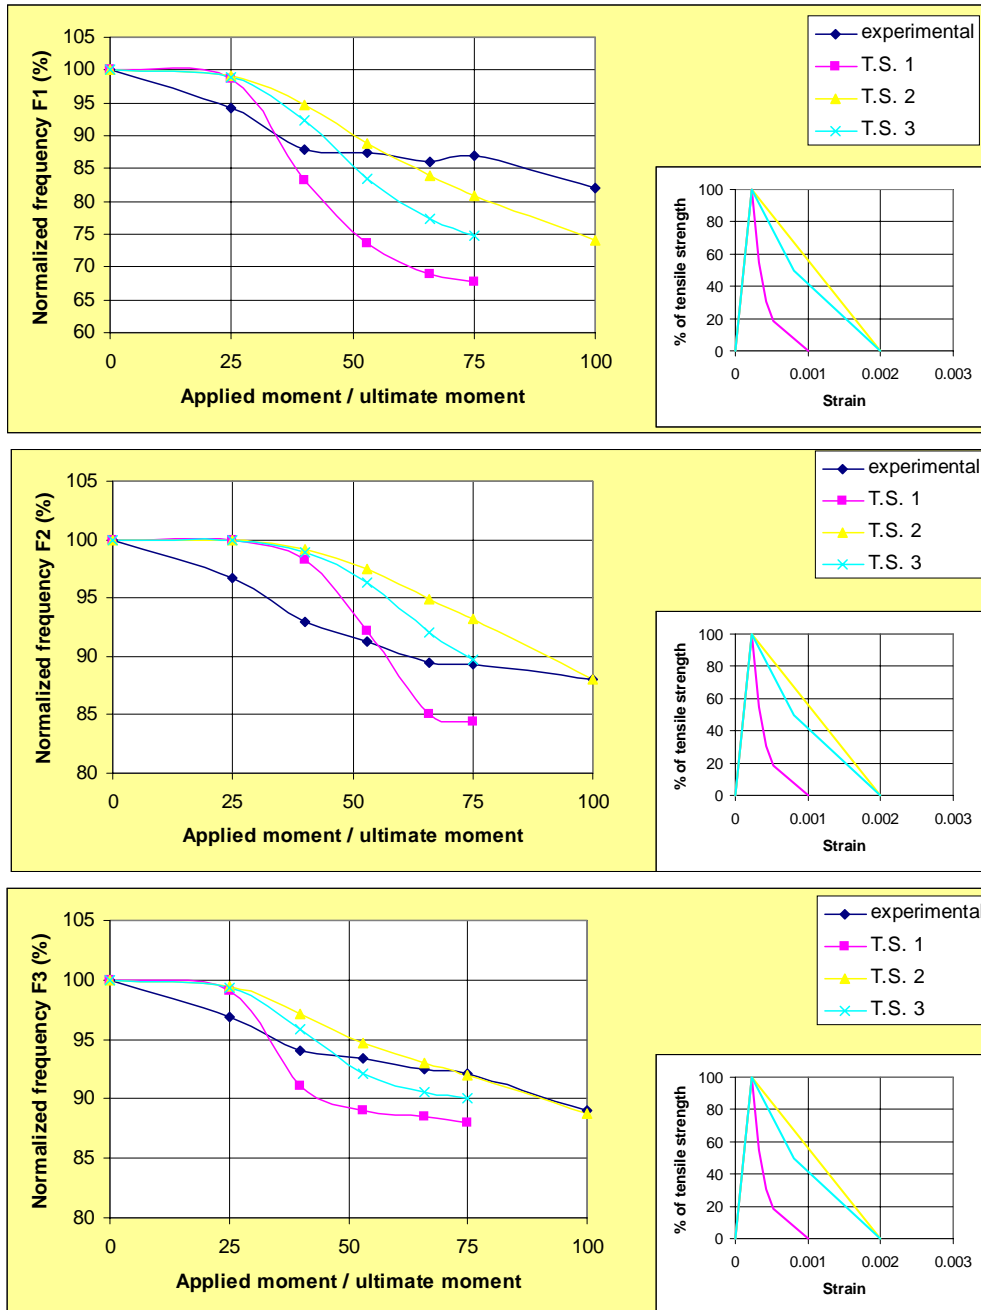 105
100
95
90
85
80
75
70
65
60
0 25 50 75 100
Normalized frequency F1 (%)
Applied moment / ultimate moment
experimental
T.S. 1
T.S. 2
T.S. 3
100
80
60
40
20
0
0 0.001 0.002 0.003
% of tensile strength
Strain
105
100
95
90
85
80
0 25 50 75 100
Normalized frequency F2 (%)
Applied moment / ultimate moment
experimental
T.S. 1
T.S. 2
T.S. 3
100
80
60
40
20
0
0 0.001 0.002 0.003
% of tensile strength
Strain
105
100
95
90
85
80
0 25 50 75 100
Normalized frequency F3 (%)
Applied moment / ultimate moment
experimental
T.S. 1
T.S. 2
T.S. 3
100
80
60
40
20
0
0 0.001 0.002 0.003
% of tensile strength
Strain